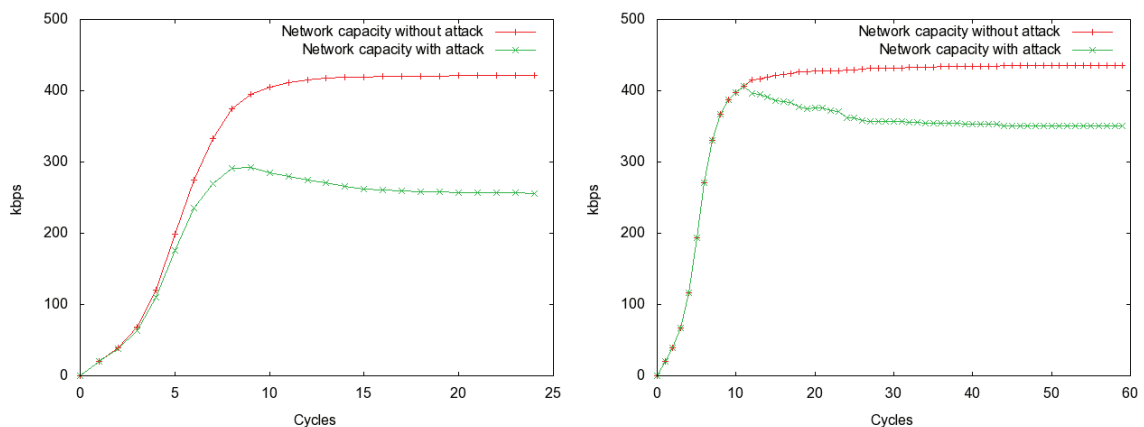 500
400
300
200
100
0
kbps
Network capacity without attack
Network capacity with attack
0 5 10 15 20 25
Cycles
500
400
300
200
100
0
kbps
Network capacity without attack
Network capacity with attack
0 10 20 30 40 50 60
Cycles